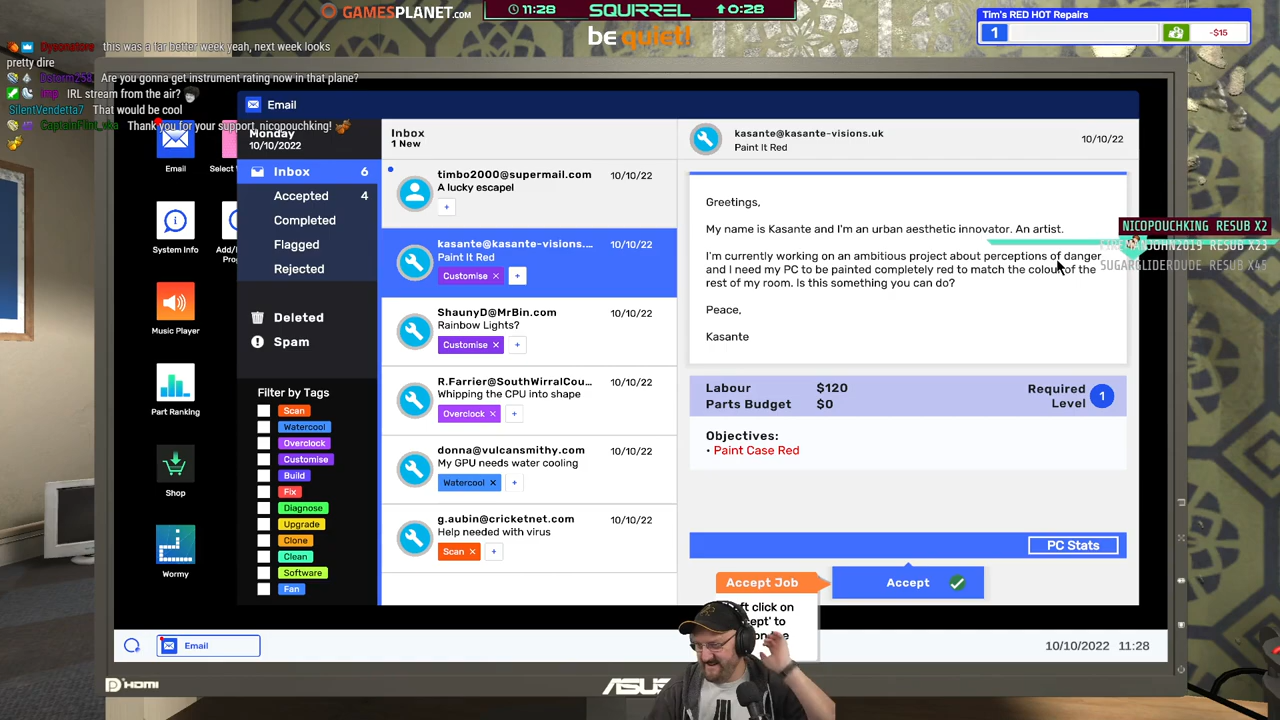 GAMESPLANET.COM
11:28 SQUIRREL 0:28
be quiet!
Tim's RED HOT Repairs
1 -$15
this was a far better week yeah, next week looks
pretty dire
Are you gonna get instrument rating now in that plane?
IRL stream from the air?
SilentVendetta7 That would be cool
Thank you for your support, nicopouchking!
Email
System Info
Music Player
Part Ranking
Shop
Wormy
Email
Monday
10/10/2022
Inbox 6
Accepted 4
Completed
Flagged
Rejected
Deleted
Spam
Filter by Tags
Scan
Watercool
Overclock
Customise
Build
Fix
Diagnose
Upgrade
Clone
Clean
Software
Fan
Inbox
1 New
timbo2000@supermail.com 10/10/22
A lucky escape!
+
kasante@kasante-visions.... 10/10/22
Paint It Red
Customise × +
ShaunyD@MrBin.com 10/10/22
Rainbow Lights?
Customise × +
R.Farrier@SouthWirralCou... 10/10/22
Whipping the CPU into shape
Overclock × +
donna@vulcansmithy.com 10/10/22
My GPU needs water cooling
Watercool × +
g.aubin@cricketnet.com 10/10/22
Help needed with virus
Scan × +
kasante@kasante-visions.uk 10/10/22
Paint It Red
Greetings,
My name is Kasante and I'm an urban aesthetic innovator. An artist.
I'm currently working on an ambitious project about perceptions of danger
and I need my PC to be painted completely red to match the colour of the
rest of my room. Is this something you can do?
Peace,
Kasante
NICOPOUCHKING RESUB X2
RESUB X23
SUGARGLIDERDUDE RESUB X45
Labour $120
Parts Budget $0
Required
Level 1
Objectives:
• Paint Case Red
PC Stats
Accept Job
Accept
click on
to
Email
10/10/2022 11:28
HDMI
ASUS